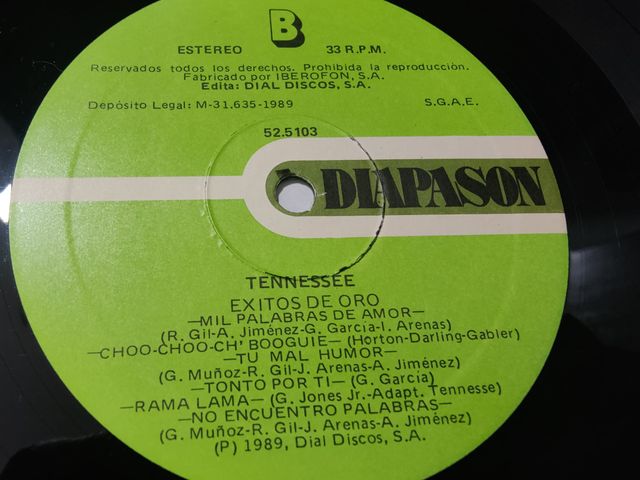 B
ESTEREO 33 R.P.M.
Reservados todos los derechos. Prohibida la reproducción.
Fabricado por IBEROFON, S.A.
Edita: DIAL DISCOS, S.A.
Depósito Legal: M-31.635-1989 S.G.A.E.
52.5103
DIAPASON
TENNESSEE
EXITOS DE ORO
—MIL PALABRAS DE AMOR—
(R. Gil-A. Jiménez-G. García-I. Arenas)
—CHOO-CHOO-CH' BOOGUIE— (Horton-Darling-Gabler)
—TU MAL HUMOR—
(G. Muñoz-R. Gil-J. Arenas-A. Jiménez)
—TONTO POR TI— (G. García)
—RAMA LAMA— (G. Jones Jr.-Adapt. Tennesse)
—NO ENCUENTRO PALABRAS—
(G. Muñoz-R. Gil-J. Arenas-A. Jiménez)
(P) 1989, Dial Discos, S.A.